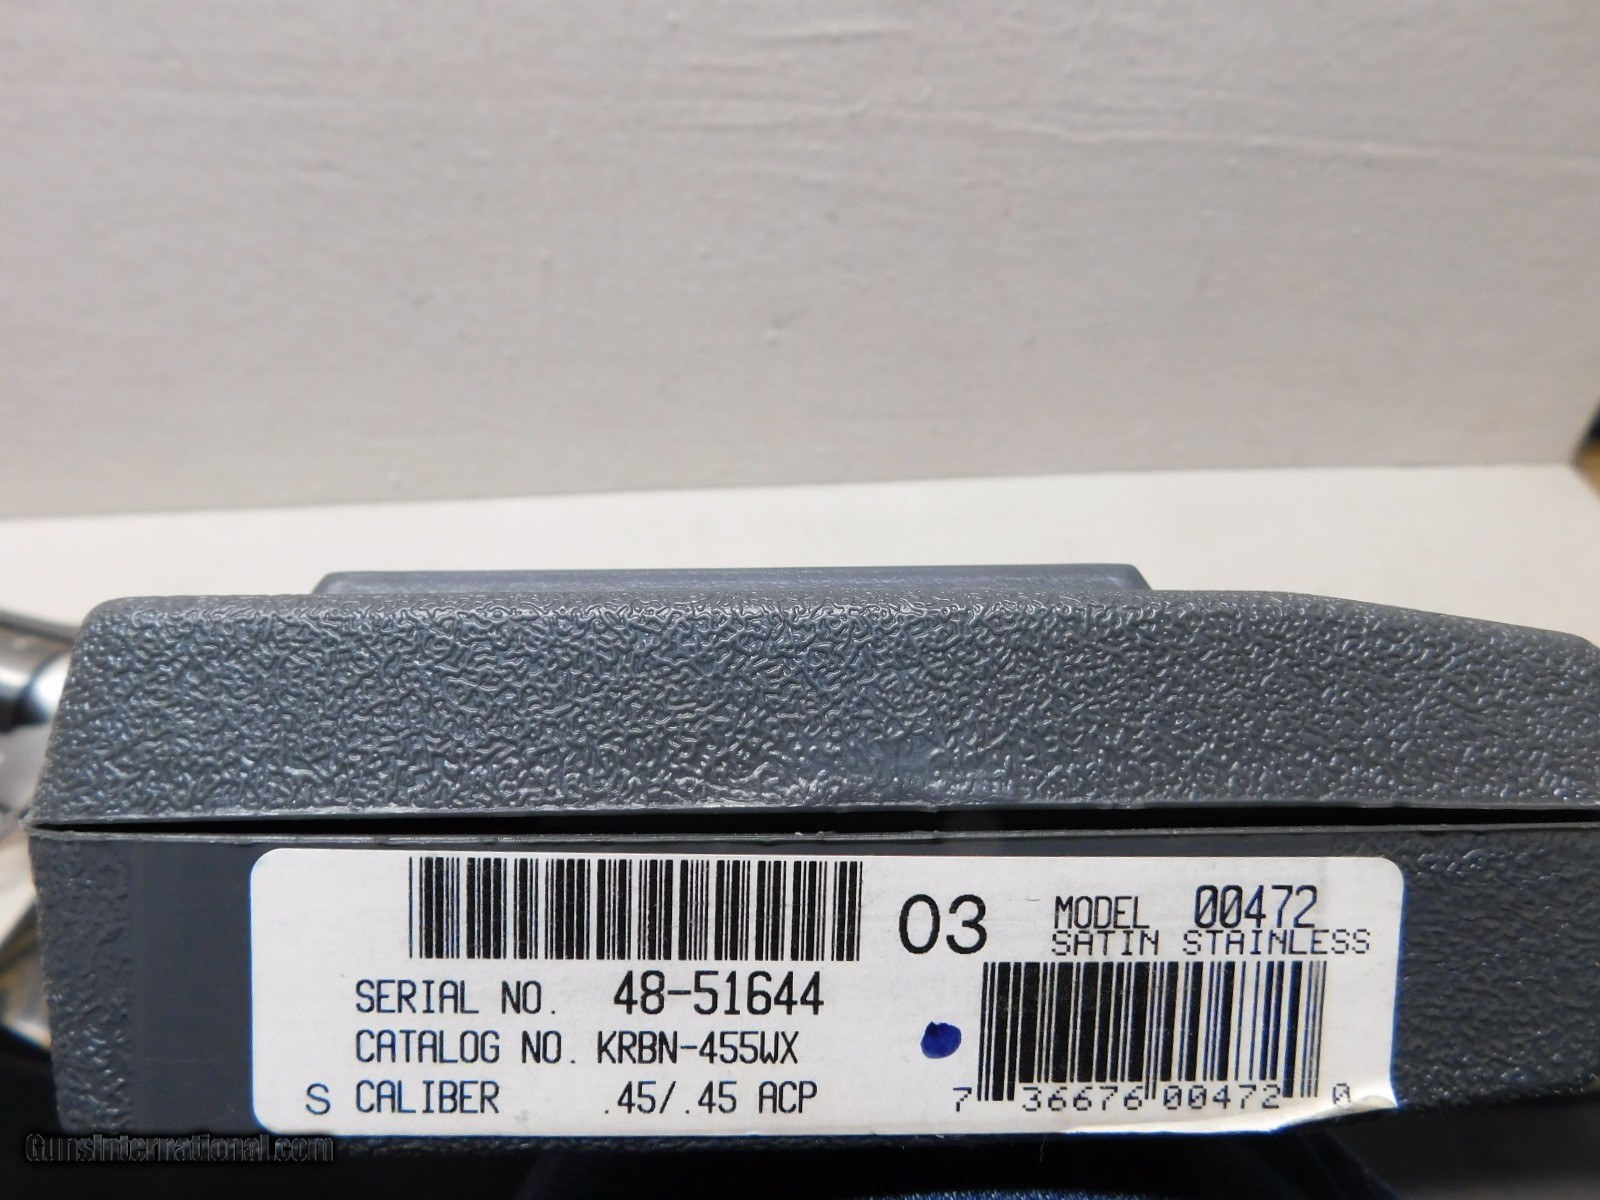 03
MODEL 00472
SATIN STAINLESS
SERIAL NO. 48-51644
CATALOG NO. KRBN-455WX
S CALIBER .45/.45 ACP
7 36676 00472 0
GunsInternational.com